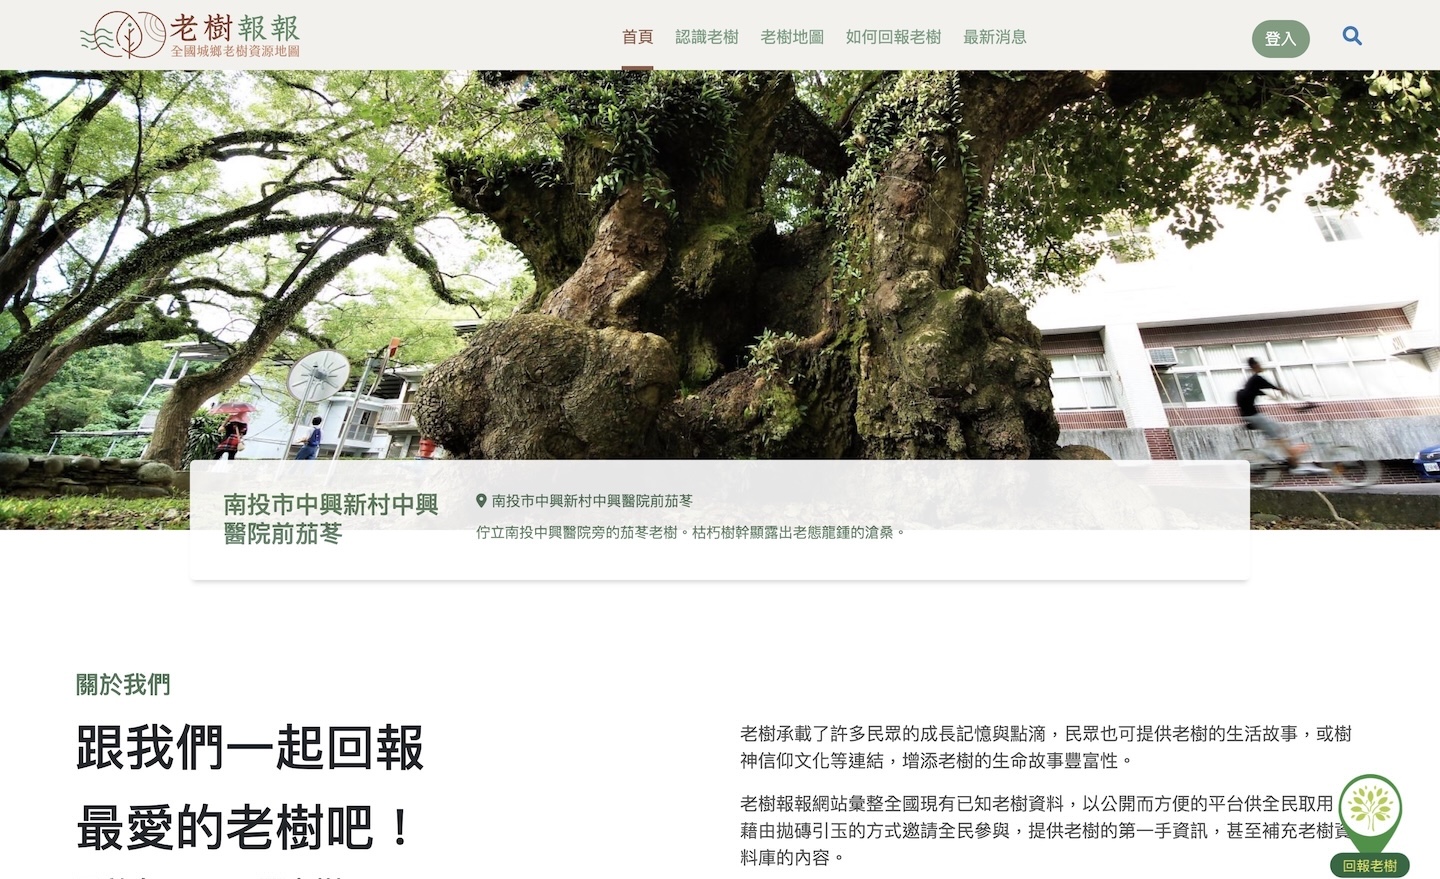 老樹報報
全國城鄉老樹資源地圖
首頁 認識老樹 老樹地圖 如何回報老樹 最新消息
登入
南投市中興新村中興
醫院前茄苳
南投市中興新村中興醫院前茄苳
佇立南投中興醫院旁的茄苳老樹。枯朽樹幹顯露出老態龍鍾的滄桑。
關於我們
跟我們一起回報
最愛的老樹吧！
老樹承載了許多民眾的成長記憶與點滴，民眾也可提供老樹的生活故事，或樹
神信仰文化等連結，增添老樹的生命故事豐富性。
老樹報報網站彙整全國現有已知老樹資料，以公開而方便的平台供全民取用
藉由拋磚引玉的方式邀請全民參與，提供老樹的第一手資訊，甚至補充老樹資
料庫的內容。
回報老樹